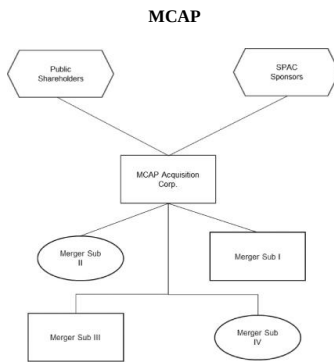 MCAP
Public
Shareholders
SPAC
Sponsors
MCAP Acquisition
Corp.
Merger Sub
II
Merger Sub I
Merger Sub III
Merger Sub
IV